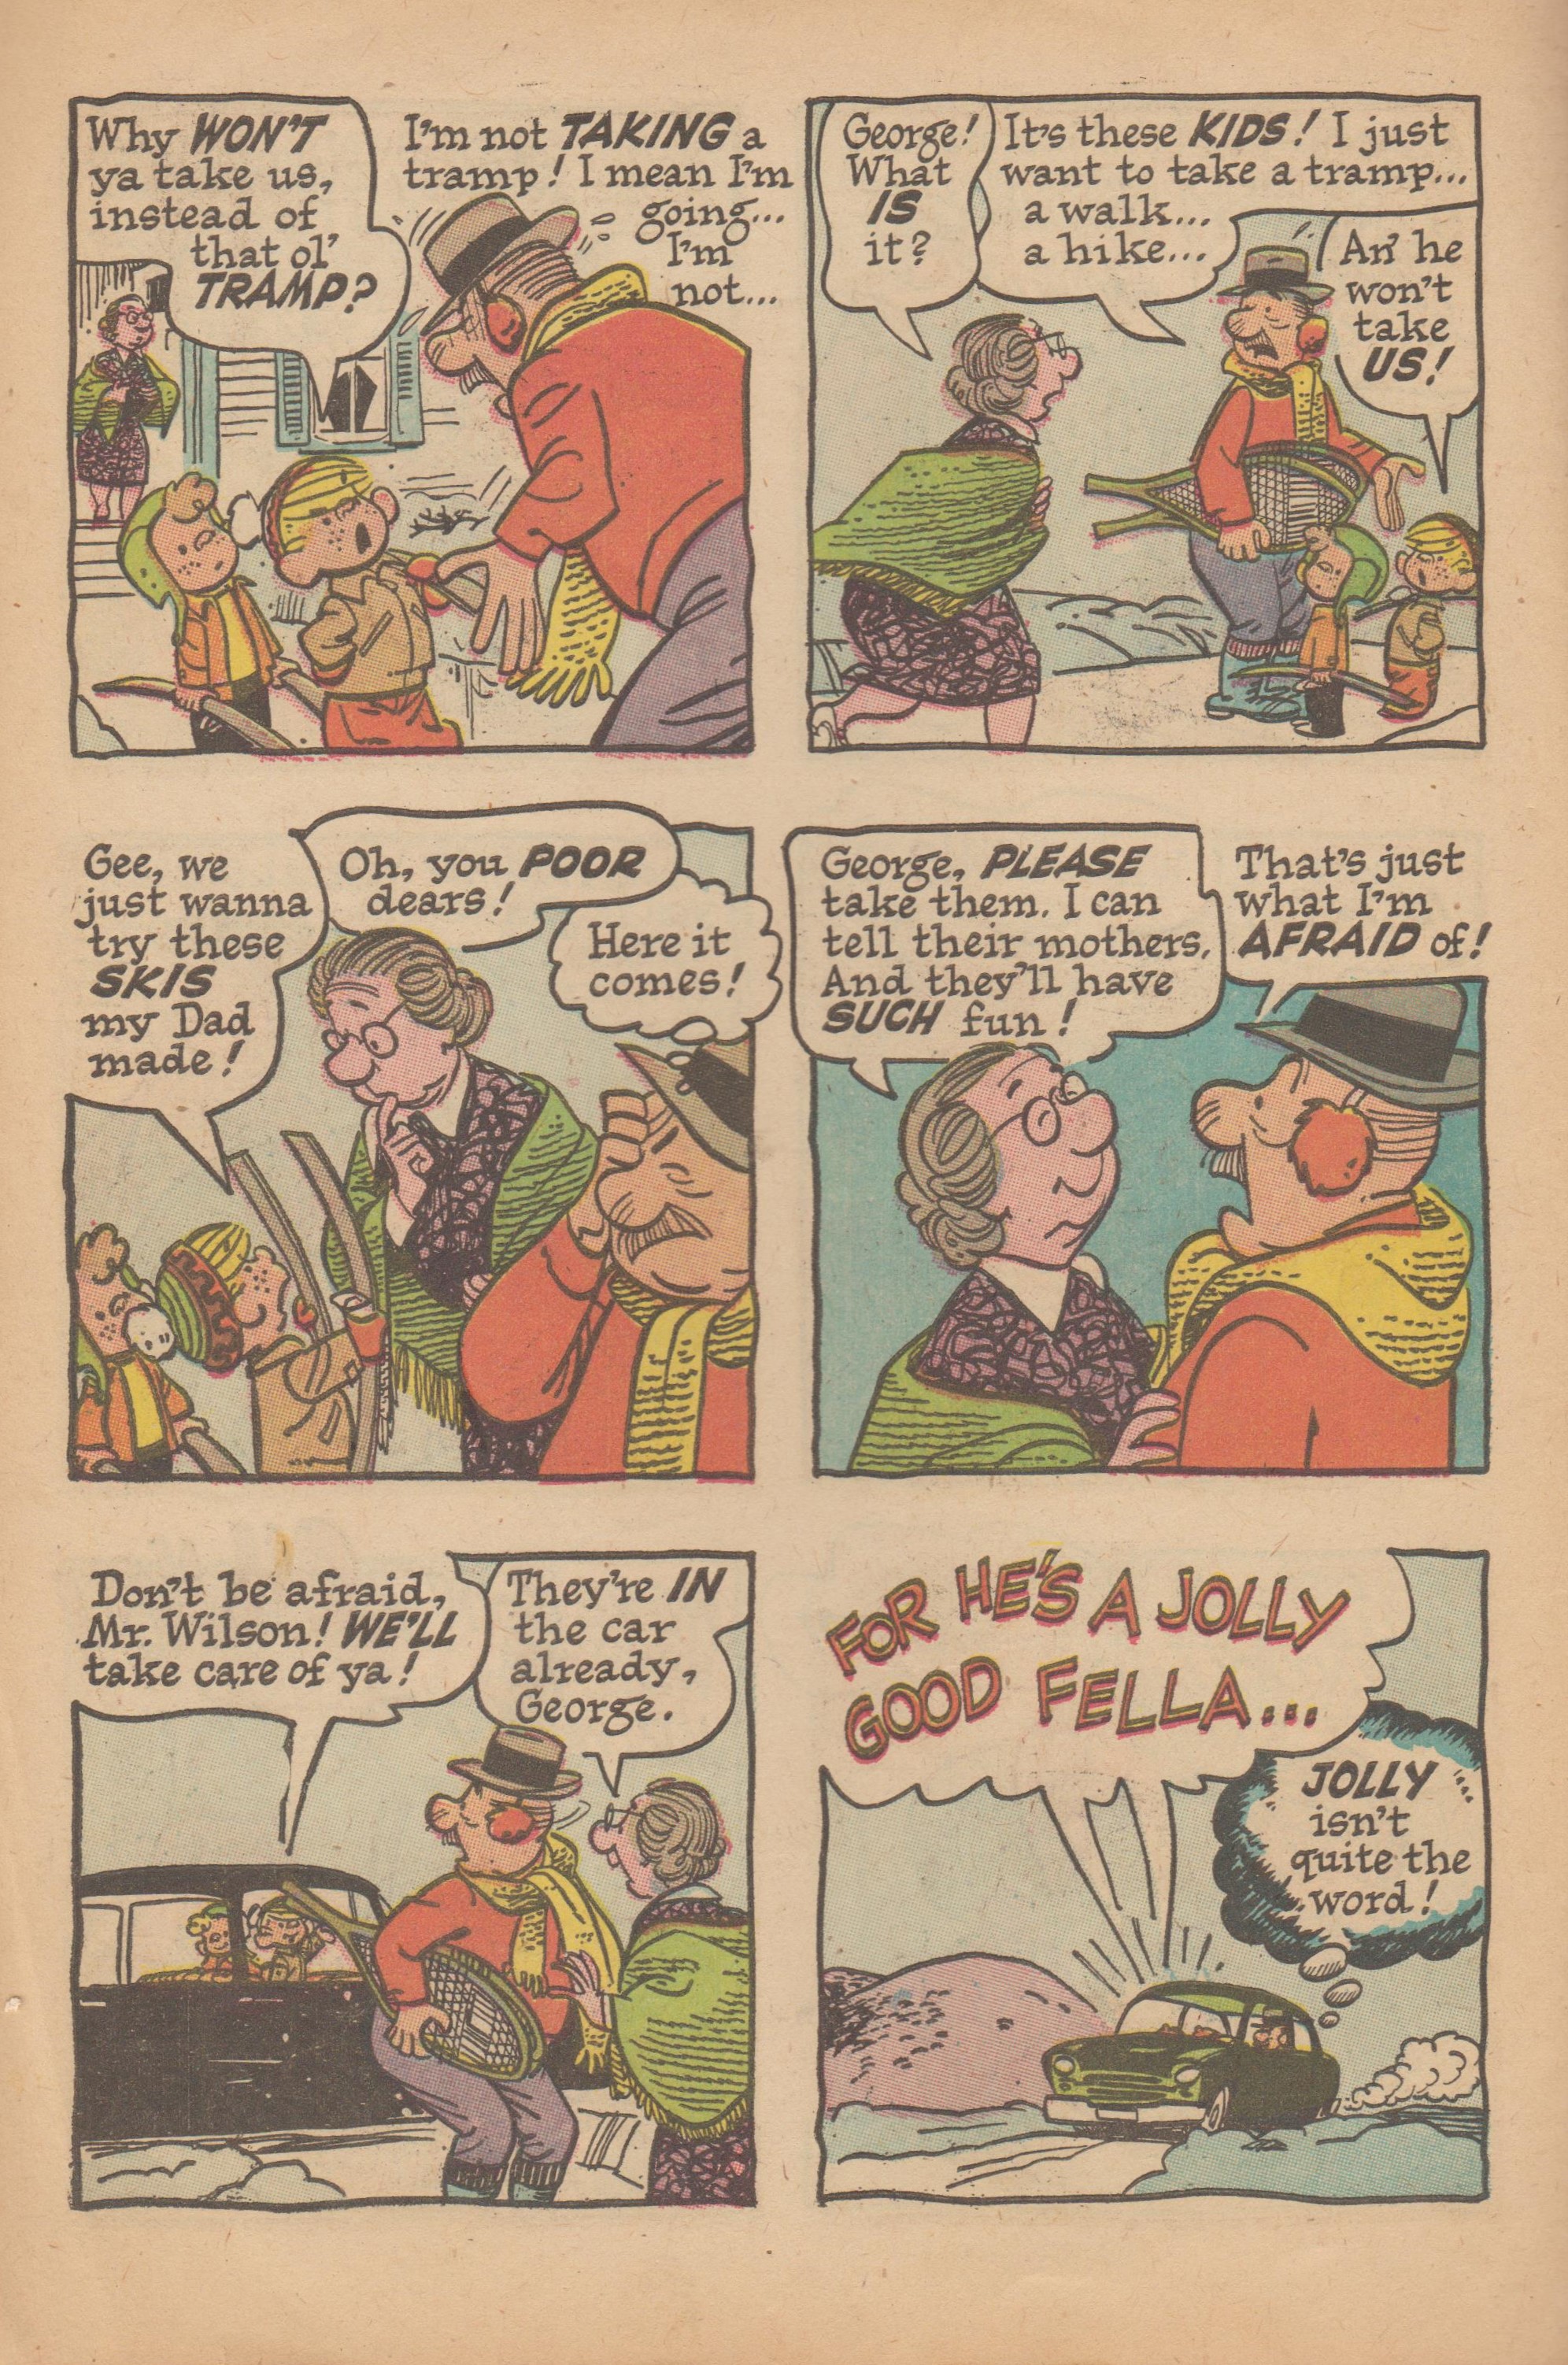 Why WON'T
ya take us,
instead of
that ol'
TRAMP?
I'm not TAKING a
tramp! I mean I'm
going...
I'm
not...
George!
What
IS
it?
It's these KIDS! I just
want to take a tramp...
a walk...
a hike...
An' he
won't
take
US!
Gee, we
just wanna
try these
SKIS
my Dad
made!
Oh, you POOR
dears!
Here it
comes!
George, PLEASE
take them. I can
tell their mothers.
And they'll have
SUCH fun!
That's just
what I'm
AFRAID of!
Don't be afraid,
Mr. Wilson! WE'LL
take care of ya!
They're IN
the car
already,
George.
FOR HE'S A JOLLY
GOOD FELLA...
JOLLY...
isn't
quite the
word!